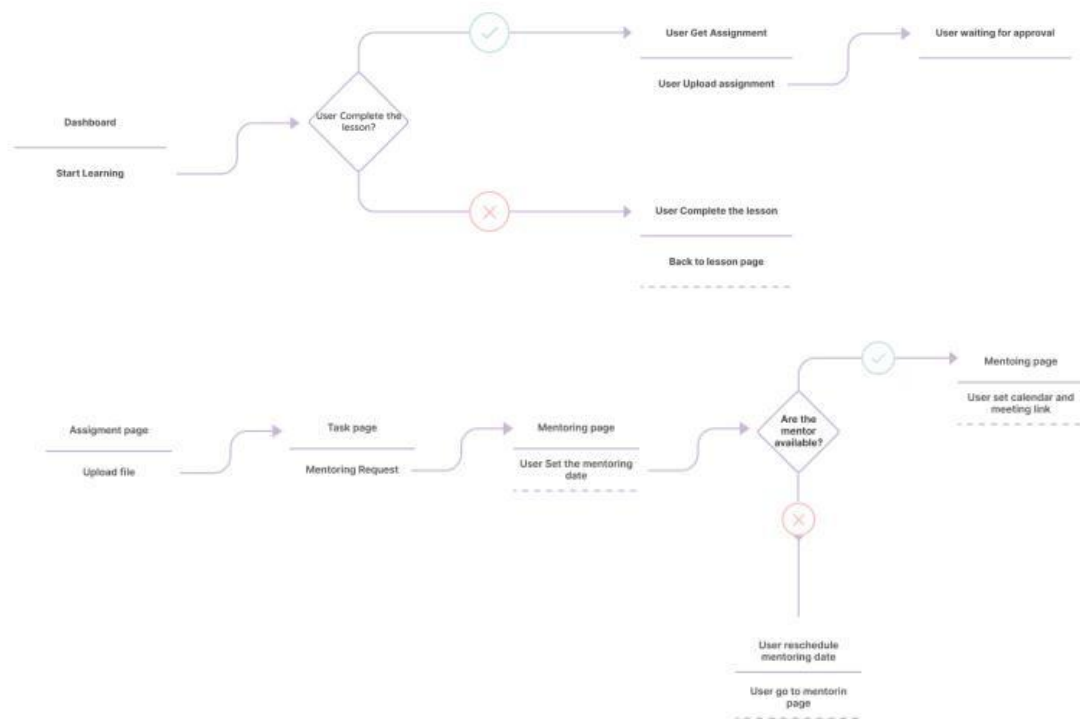 User Get Assignment
User waiting for approval
User Upload assignment
Dashboard
User Complete the
lesson?
Start Learning
User Complete the lesson
Back to lesson page
Mentoing page
User set calendar and
meeting link
Are the
mentor
available?
Assigment page
Task page
Mentoring page
Upload file
Mentoring Request
User Set the mentoring
date
User reschedule
mentoring date
User go to mentorin
page